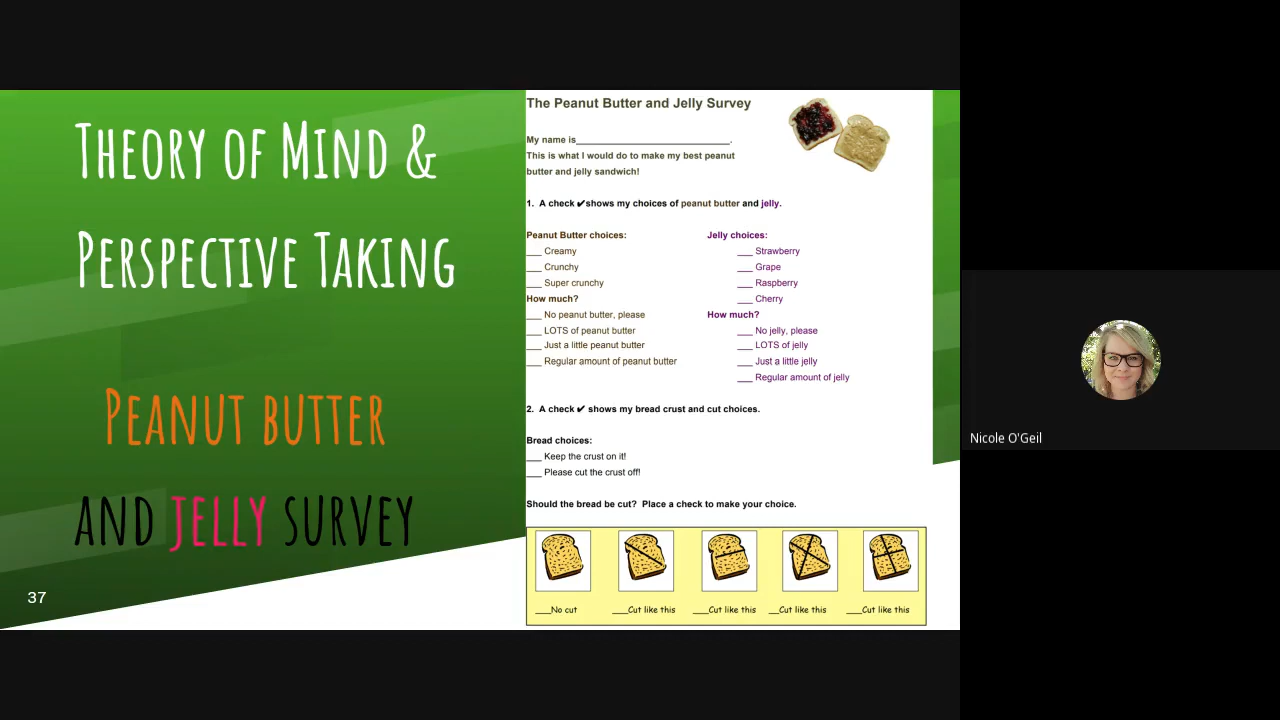 Theory of Mind &
Perspective Taking
Peanut butter
and jelly survey
37
The Peanut Butter and Jelly Survey
My name is______________________________.
This is what I would do to make my best peanut
butter and jelly sandwich!
1. A check ✔shows my choices of peanut butter and jelly.
Peanut Butter choices:
___ Creamy
___ Crunchy
___ Super crunchy
How much?
___ No peanut butter, please
___ LOTS of peanut butter
___ Just a little peanut butter
___ Regular amount of peanut butter
Jelly choices:
___ Strawberry
___ Grape
___ Raspberry
___ Cherry
How much?
___ No jelly, please
___ LOTS of jelly
___ Just a little jelly
___ Regular amount of jelly
2. A check ✔ shows my bread crust and cut choices.
Bread choices:
___ Keep the crust on it!
___ Please cut the crust off!
Should the bread be cut? Place a check to make your choice.
___No cut ___Cut like this ___Cut like this __Cut like this ___Cut like this
Nicole O'Geil